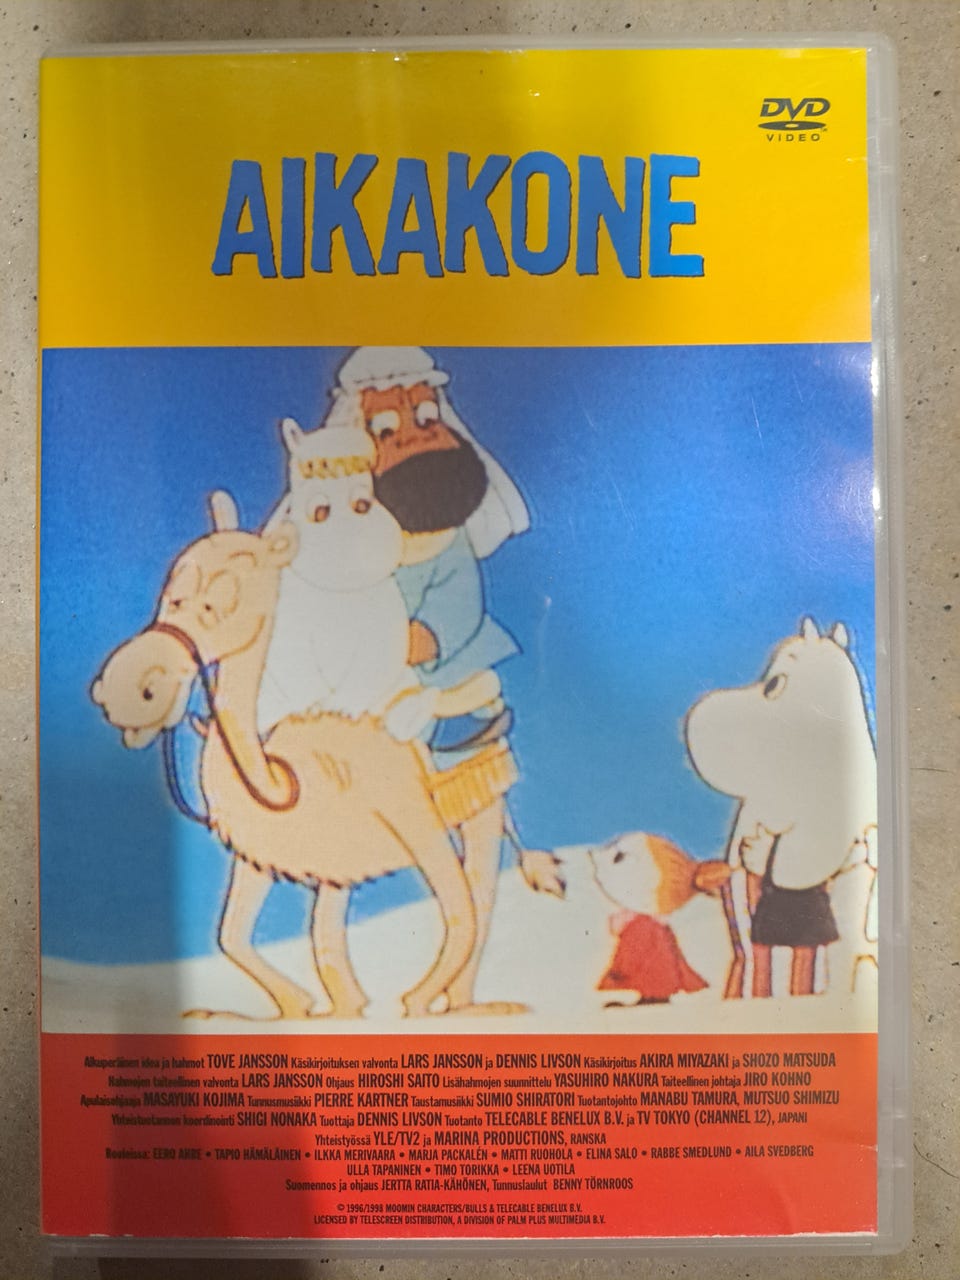 DVD
VIDEO
AIKAKONE
Alkuperäinen idea ja hahmot TOVE JANSSON Käsikirjoituksen valvonta LARS JANSSON ja DENNIS LIVSON Käsikirjoitus AKIRA MIYAZAKI ja SHOZO MATSUDA
Hahmojen taiteellinen valvonta LARS JANSSON Ohjaus HIROSHI SAITO Lisähahmojen suunnittelu YASUHIRO NAKURA Taiteellinen johtaja JIRO KOHNO
Apulaisohjaaja MASAYUKI KOJIMA Tunnusmusiikki PIERRE KARTNER Taustamusiikki SUMIO SHIRATORI Tuotantojohto MANABU TAMURA, MUTSUO SHIMIZU
Yhteistuotannon koordinointi SHIGI NONAKA Tuottaja DENNIS LIVSON Tuotanto TELECABLE BENELUX B.V. ja TV TOKYO (CHANNEL 12), JAPANI
Yhteistyössä YLE/TV2 ja MARINA PRODUCTIONS, RANSKA
Rooleissa: EERO AHRE • TAPIO HÄMÄLÄINEN • ILKKA MERIVAARA • MARJA PACKALÉN • MATTI RUOHOLA • ELINA SALO • RABBE SMEDLUND • AILA SVEDBERG
ULLA TAPANINEN • TIMO TORIKKA • LEENA UOTILA
Suomennos ja ohjaus JERTTA RATIA-KÄHÖNEN, Tunnuslaulut BENNY TÖRNROOS
© 1996/1998 MOOMIN CHARACTERS/BULLS & TELECABLE BENELUX B.V.
LICENSED BY TELESCREEN DISTRIBUTION, A DIVISION OF PALM PLUS MULTIMEDIA B.V.